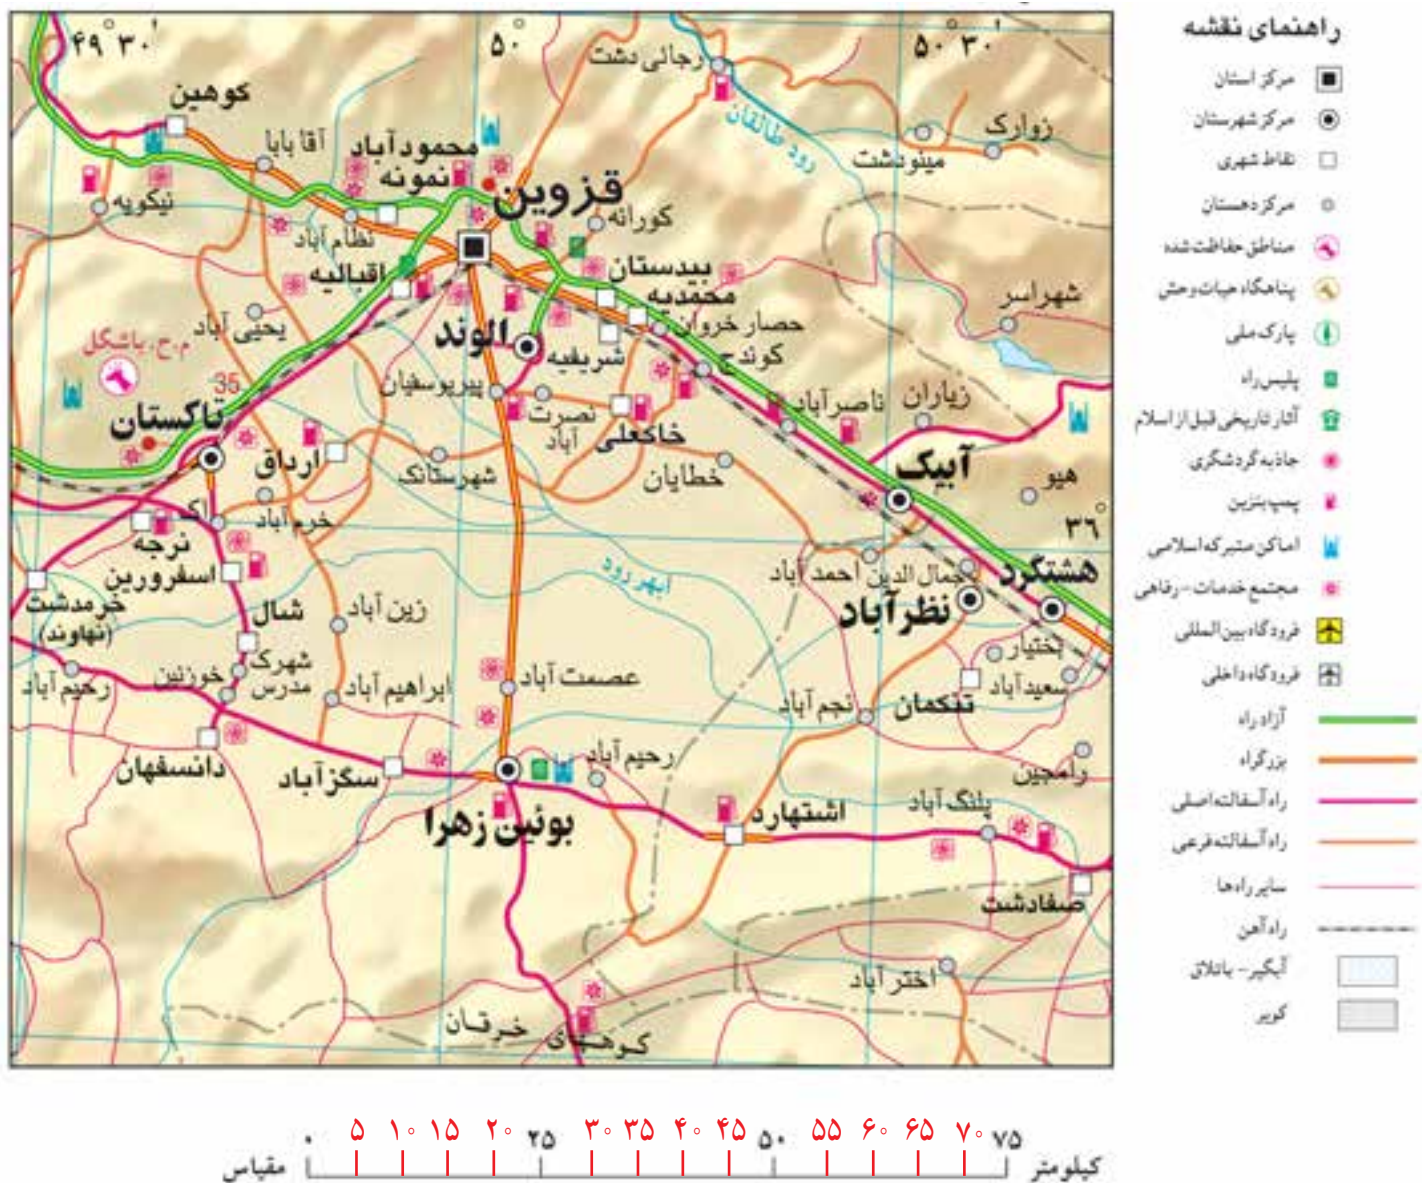 ۴۹° ۳۰'
۵۰°
۵۰° ۳۰'
رجائی دشت
کوهین
رود طالقان
زوارک
مینودشت
آقا بابا
محمود آباد
نمونه
قزوین
نیکویه
نظام آباد
کورانه
اقبالیه
بیدستان
محمدیه
شهراسر
یحیی آباد
الوند
شریفیه
حصار خروان
کوندج
م.ح. باشگل
35
پیریوسفیان
نصرت
آباد
ناصرآباد
زیاران
تاکستان
خاکعلی
ارداق
شهرستانک
خطایان
آبیک
هیو
۳۶°
اک
خرم آباد
نرجه
اسفرورین
ابهر رود
احمد آباد
جمال الدین
هشتگرد
نظرآباد
خرمدشت
(نهاوند)
شال
زین آباد
بختیار
شهرک
مدرس
خوزنین
رحیم آباد
ابراهیم آباد
عصمت آباد
سعیدآباد
تنکمان
نجم آباد
دانسفهان
سگزآباد
رحیم آباد
رامجین
بوئین زهرا
اشتهارد
پلنگ آباد
صفادشت
اختر آباد
کوههای خرقان
راهنمای نقشه
مرکز استان
مرکز شهرستان
نقاط شهری
مرکز دهستان
مناطق حفاظت شده
پناهگاه حیات وحش
پارک ملی
پلیس راه
آثار تاریخی قبل از اسلام
جاذبه گردشگری
پمپ بنزین
اماکن متبرکه اسلامی
مجتمع خدمات - رفاهی
فرودگاه بین المللی
فرودگاه داخلی
آزاد راه
بزرگراه
راه آسفالته اصلی
راه آسفالته فرعی
سایر راه ها
راه آهن
آبگیر - باتلاق
کویر
۰ ۵ ۱۰ ۱۵ ۲۰ ۲۵ ۳۰ ۳۵ ۴۰ ۴۵ ۵۰ ۵۵ ۶۰ ۶۵ ۷۰ ۷۵
مقیاس
کیلومتر